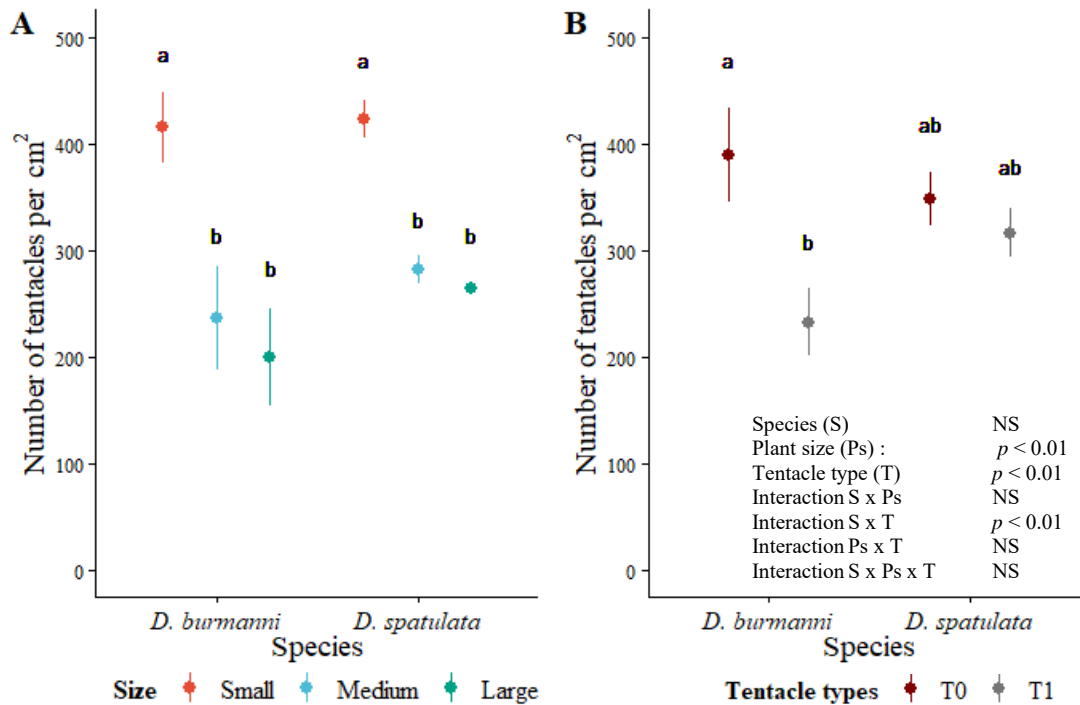 A
Number of tentacles per cm²
500
400
300
200
100
0
a
b
b
a
b
b
D. burmanni
D. spatulata
Species
Size Small Medium Large
B
Number of tentacles per cm²
500
400
300
200
100
0
a
b
ab
ab
Species (S) NS
Plant size (Ps) : p < 0.01
Tentacle type (T) p < 0.01
Interaction S x Ps NS
Interaction S x T p < 0.01
Interaction Ps x T NS
Interaction S x Ps x T NS
D. burmanni
D. spatulata
Species
Tentacle types T0 T1